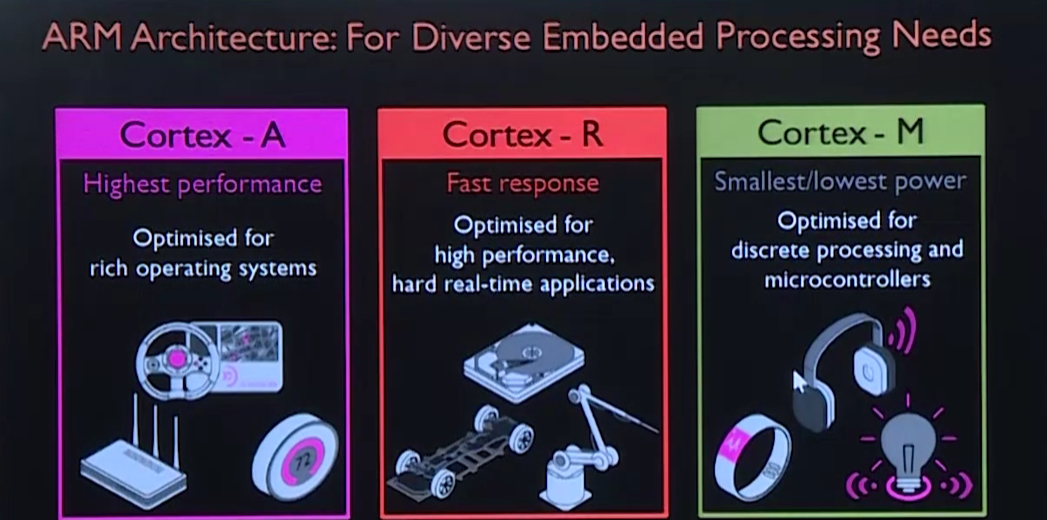 ARM Architecture: For Diverse Embedded Processing Needs
Cortex - A
Highest performance
Optimised for
rich operating systems
72
Cortex - R
Fast response
Optimised for
high performance,
hard real-time applications
Cortex - M
Smallest/lowest power
Optimised for
discrete processing and
microcontrollers